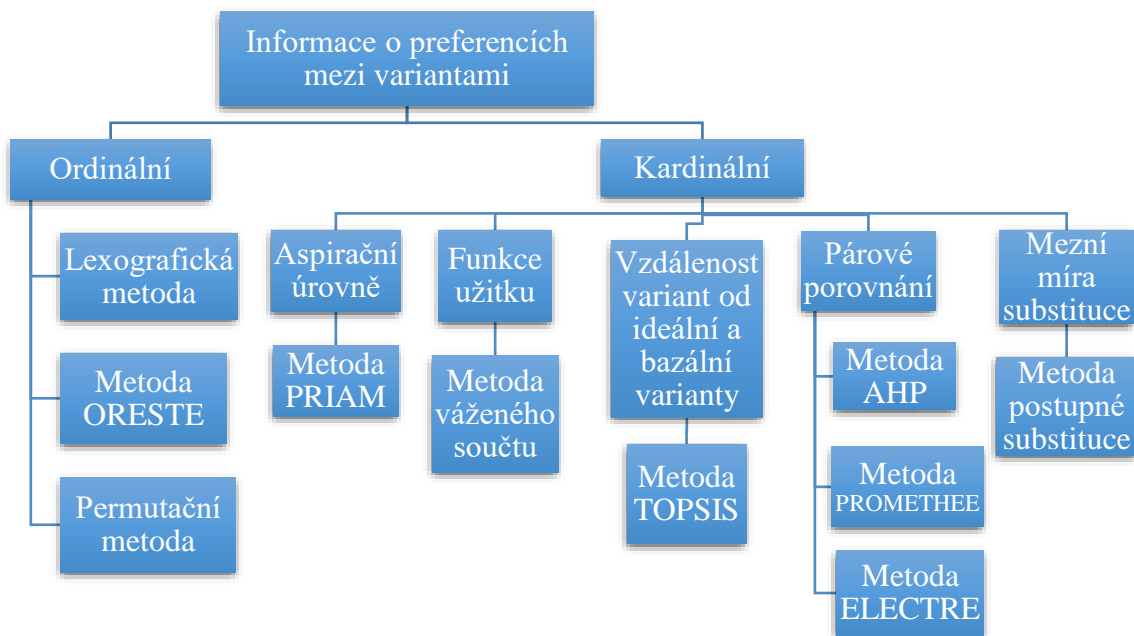 Informace o preferencích
mezi variantami
Ordinální
Kardinální
Lexografická
metoda
Metoda
ORESTE
Permutační
metoda
Aspirační
úrovně
Metoda
PRIAM
Funkce
užitku
Metoda
váženého
součtu
Vzdálenost
variant od
ideální a
bazální
varianty
Metoda
TOPSIS
Párové
porovnání
Metoda
AHP
Metoda
PROMETHEE
Metoda
ELECTRE
Mezní
míra
substituce
Metoda
postupné
substituce